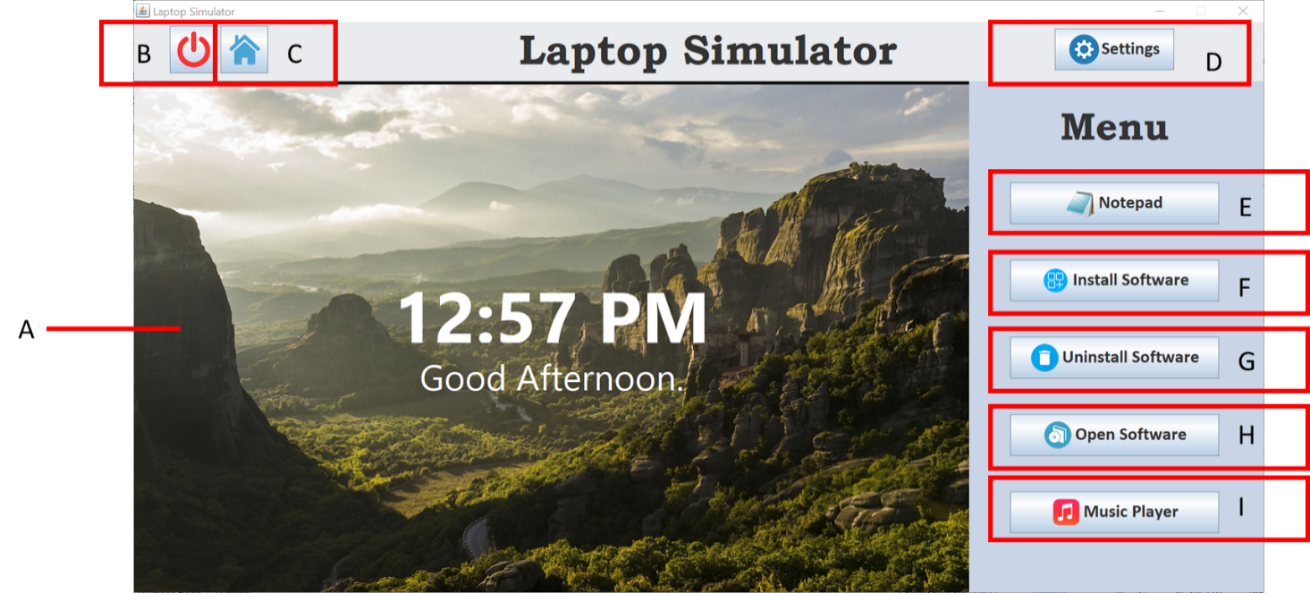 Laptop Simulator
B
C
Laptop Simulator
Settings
D
Menu
Notepad
E
Install Software
F
12:57 PM
A
Good Afternoon.
Uninstall Software
G
Open Software
H
Music Player
I